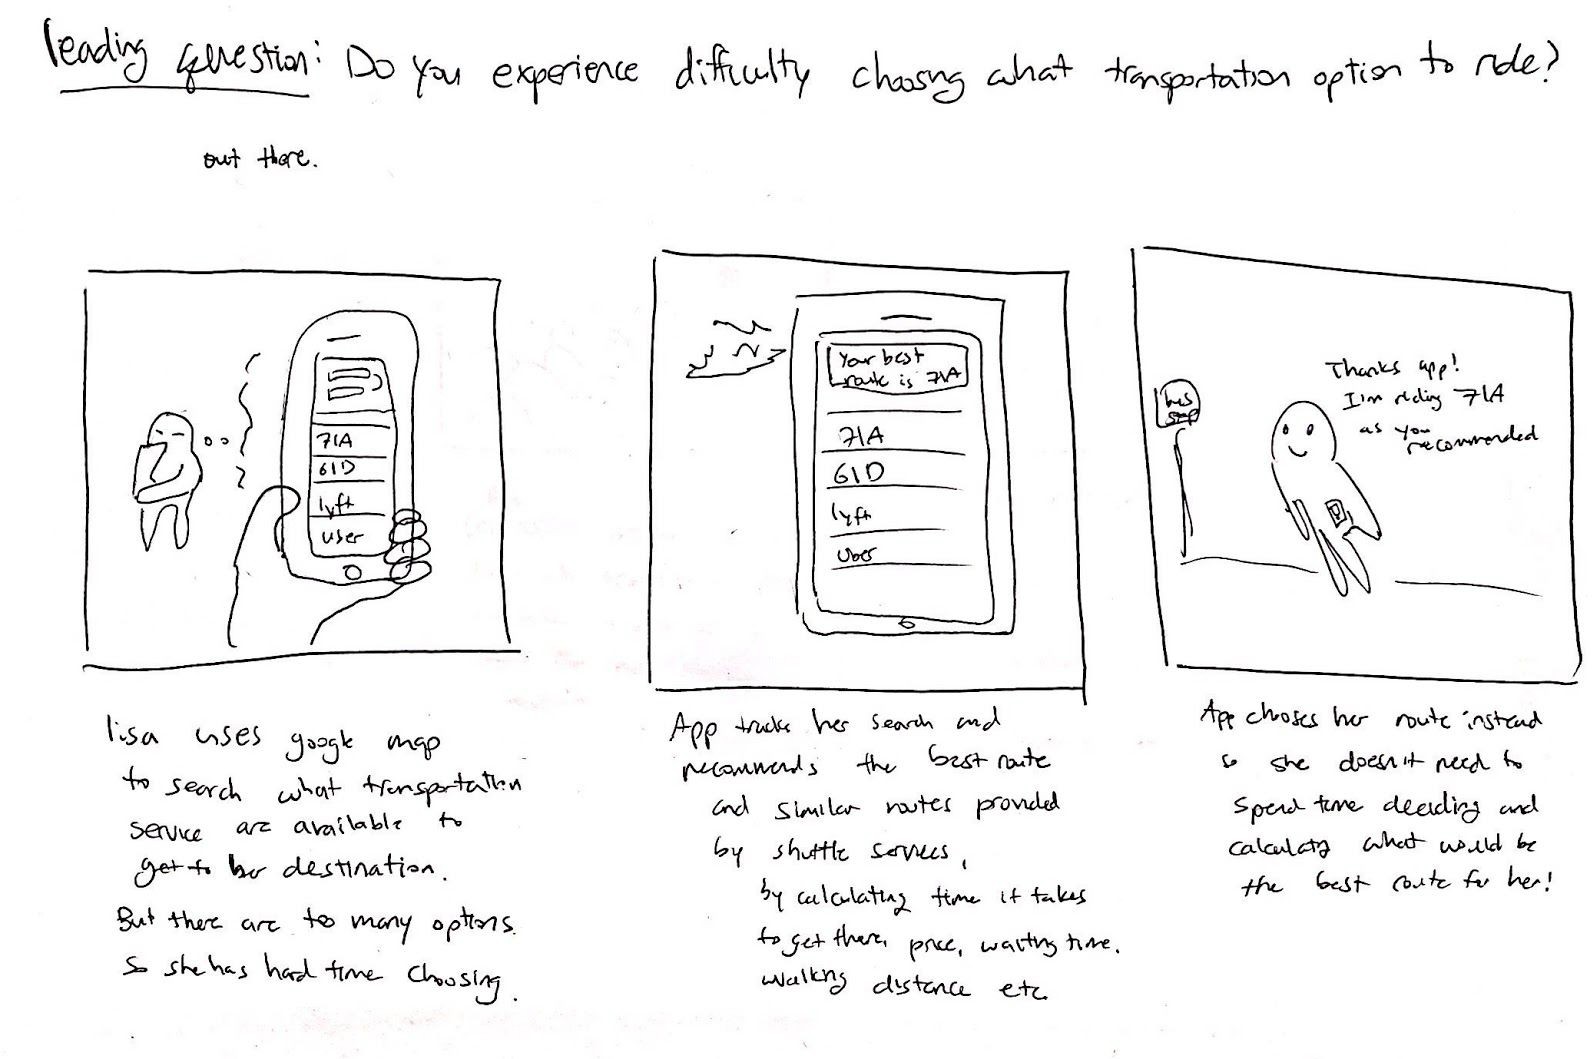 leading question: Do you experience difficulty choosing what transportation option to ride?
out there.
71A
61D
lyft
user
Your best
route is 71A
71A
61D
lyft
uber
bus
stop
Thanks app!
I'm riding 71A
as you
recommended
lisa uses google map
to search what transportation
service are available to
get to her destination.
But there are too many options.
So she has hard time choosing.
App tracks her search and
recommends the best route
and similar routes provided
by shuttle services,
by calculating time it takes
to get there, price, waiting time.
walking distance etc.
App chooses her route instead
so she doesn't need to
spend time deciding and
calculating what would be
the best route for her!